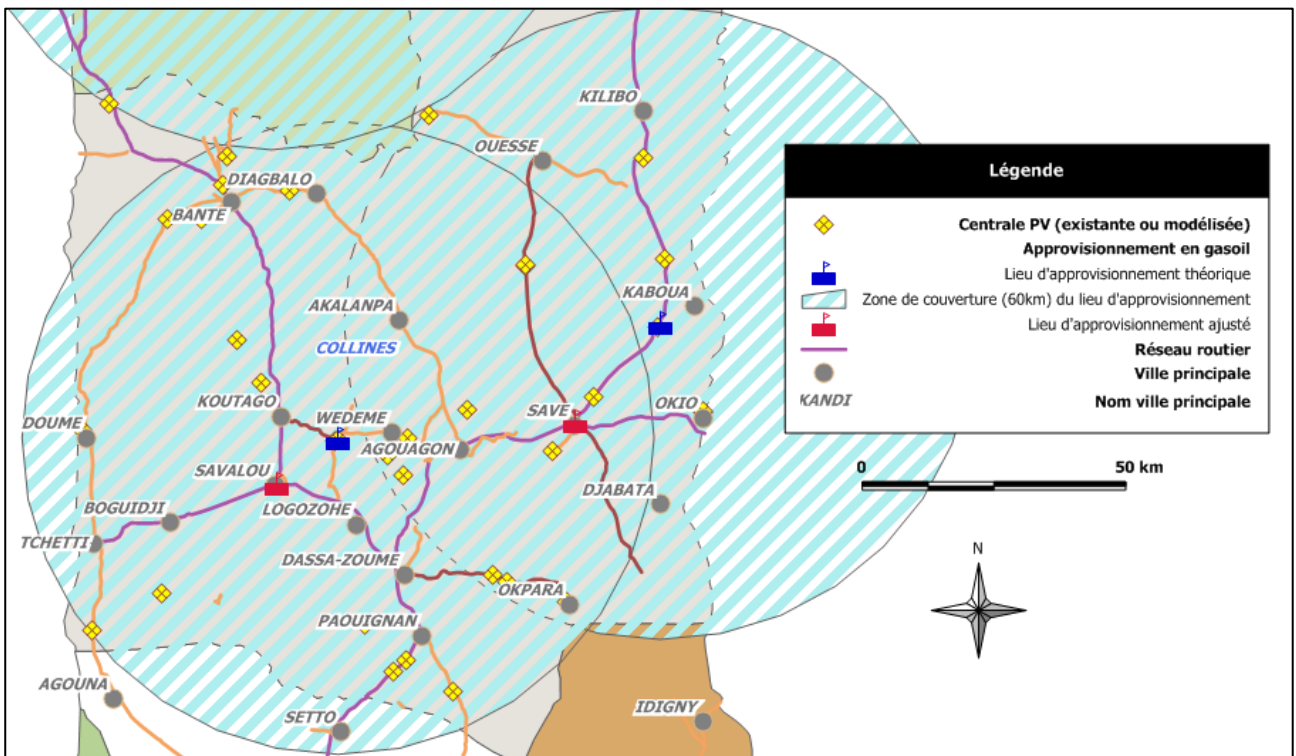 KILIBO
OUESSE
DIAGBALO
BANTE
KABOUA
AKALANPA
COLLINES
KOUTAGO
WEDEME
SAVE
OKIO
DOUME
AGOUAGON
SAVALOU
DJABATA
BOGUIDJI
LOGOZOHE
TCHETTI
DASSA-ZOUME
OKPARA
PAOUIGNAN
AGOUNA
SETTO
IDIGNY
Légende
Centrale PV (existante ou modélisée)
Approvisionnement en gasoil
Lieu d'approvisionnement théorique
Zone de couverture (60km) du lieu d'approvisionnement
Lieu d'approvisionnement ajusté
Réseau routier
Ville principale
KANDI
Nom ville principale
0
50 km
N